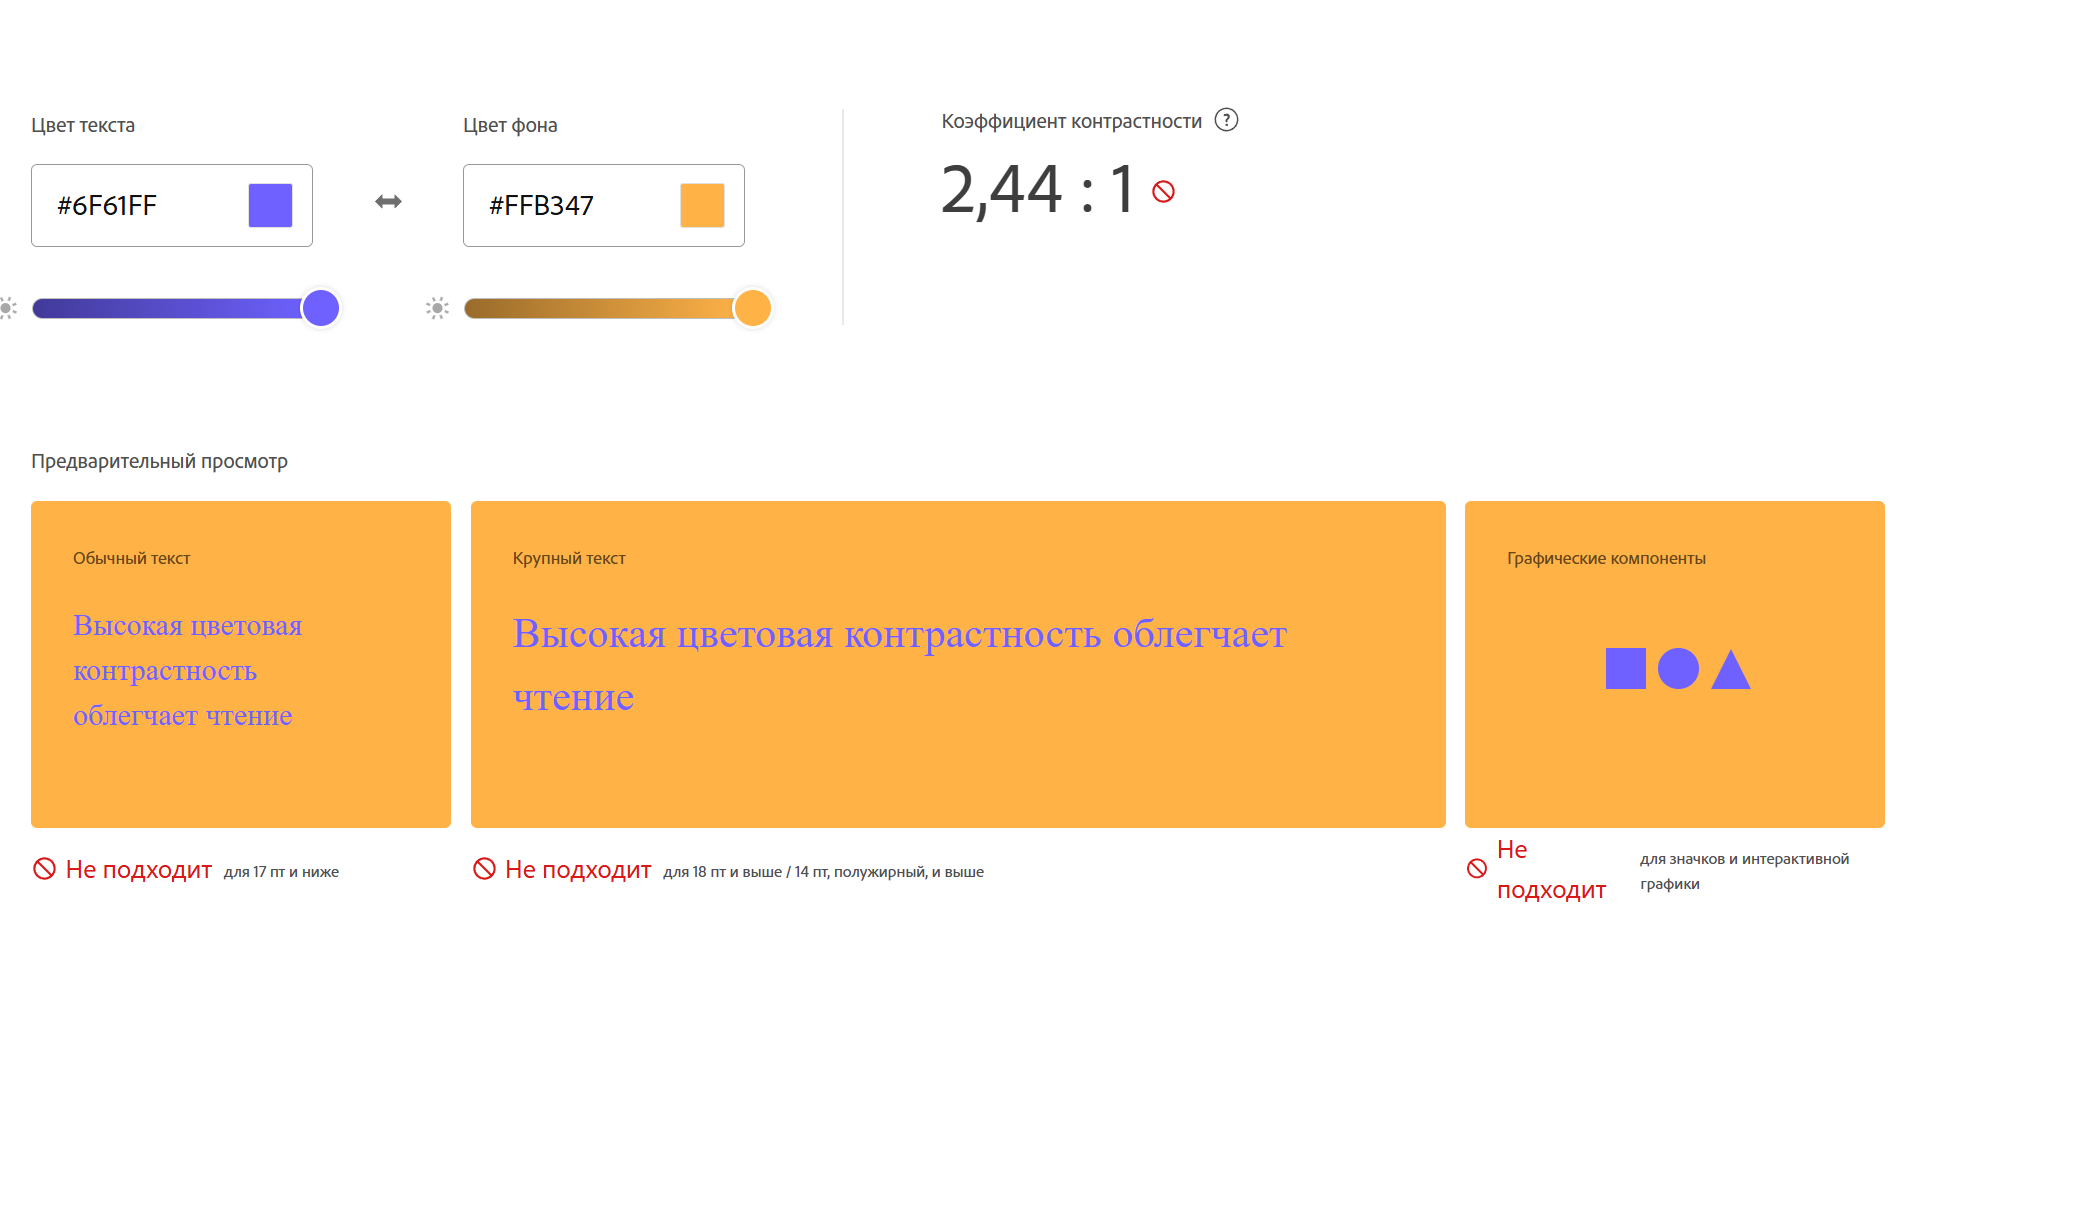 Цвет текста
Цвет фона
Коэффициент контрастности ?
#6F61FF
#FFB347
2,44 : 1
Предварительный просмотр
Обычный текст
Высокая цветовая
контрастность
облегчает чтение
Крупный текст
Высокая цветовая контрастность облегчает
чтение
Графические компоненты
Не подходит для 17 пт и ниже
Не подходит для 18 пт и выше / 14 пт, полужирный, и выше
Не
подходит
для значков и интерактивной
графики